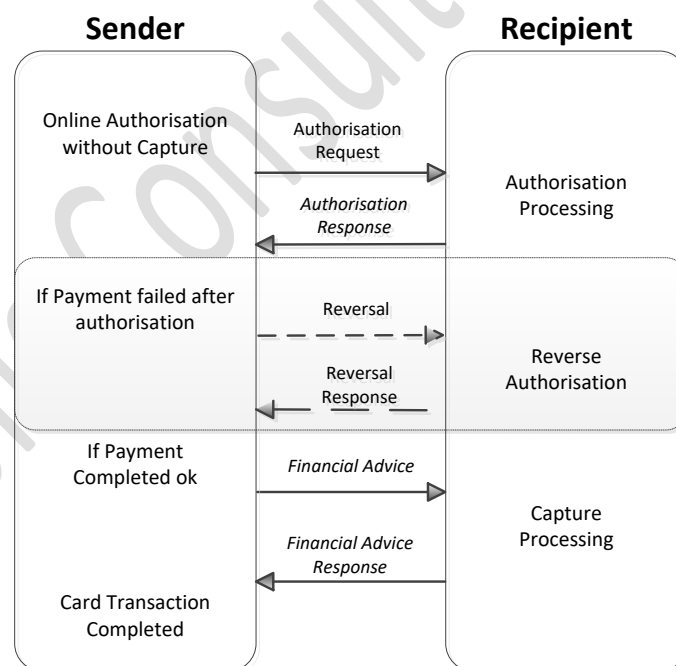 Sender
Recipient
Online Authorisation
without Capture
Authorisation
Request
Authorisation
Processing
Authorisation
Response
If Payment failed after
authorisation
Reversal
Reverse
Authorisation
Reversal
Response
If Payment
Completed ok
Financial Advice
Capture
Processing
Financial Advice
Response
Card Transaction
Completed